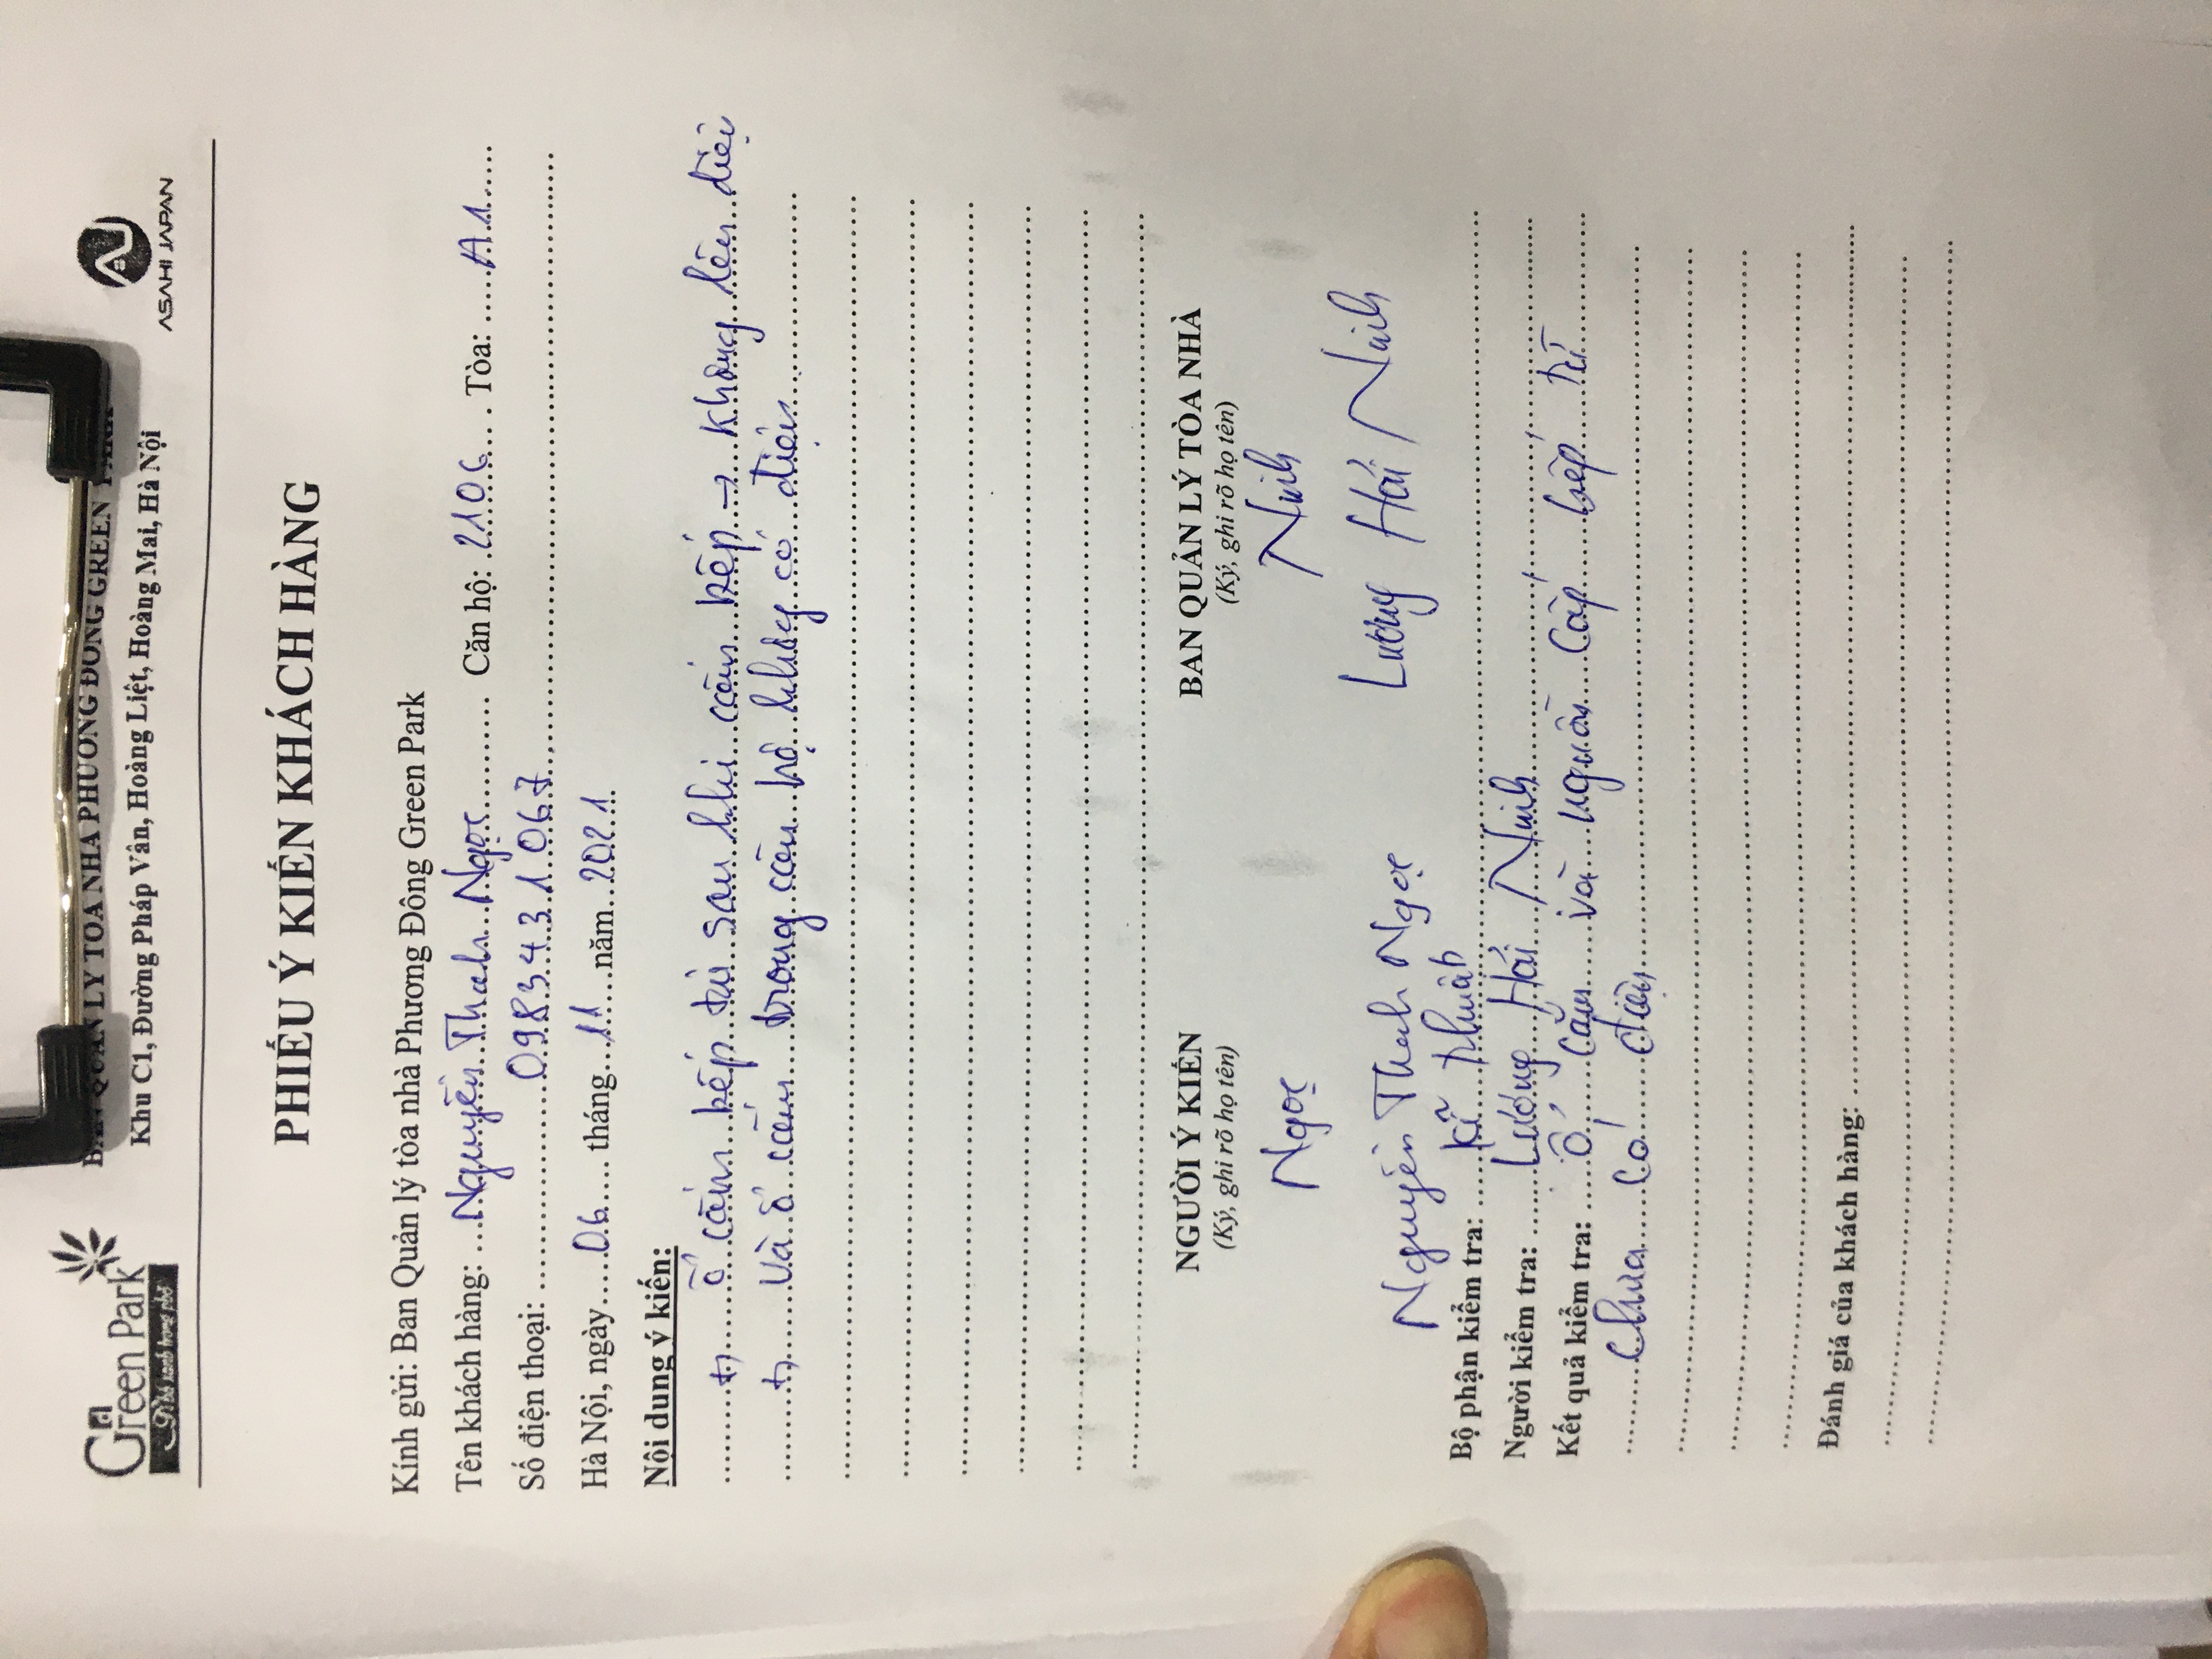 Green Park
BAN QUẢN LÝ TÒA NHÀ PHƯƠNG ĐÔNG GREEN PARK
Khu C1, Đường Pháp Vân, Hoàng Liệt, Hoàng Mai, Hà Nội
ASAHI JAPAN
PHIẾU Ý KIẾN KHÁCH HÀNG
Kính gửi: Ban Quản lý tòa nhà Phương Đông Green Park
Tên khách hàng: Nguyễn Thanh Ngọc Căn hộ: 2106 Tòa: A1
Số điện thoại: 0983431067
Hà Nội, ngày 06 tháng 11 năm 2021
Nội dung ý kiến:
+, ổ cắm bếp từ sau khi cắm bếp → không lên điện
+, Và ổ cắm trong căn hộ không có điện
NGƯỜI Ý KIẾN BAN QUẢN LÝ TÒA NHÀ
(Ký, ghi rõ họ tên) (Ký, ghi rõ họ tên)
Ngọc Ninh
Nguyễn Thanh Ngọc Lương Hải Ninh
Bộ phận kiểm tra: Kĩ thuật
Người kiểm tra: Lương Hải Ninh
Kết quả kiểm tra: Ổ cắm và nguồn cấp bếp từ
chưa có điện
Đánh giá của khách hàng: